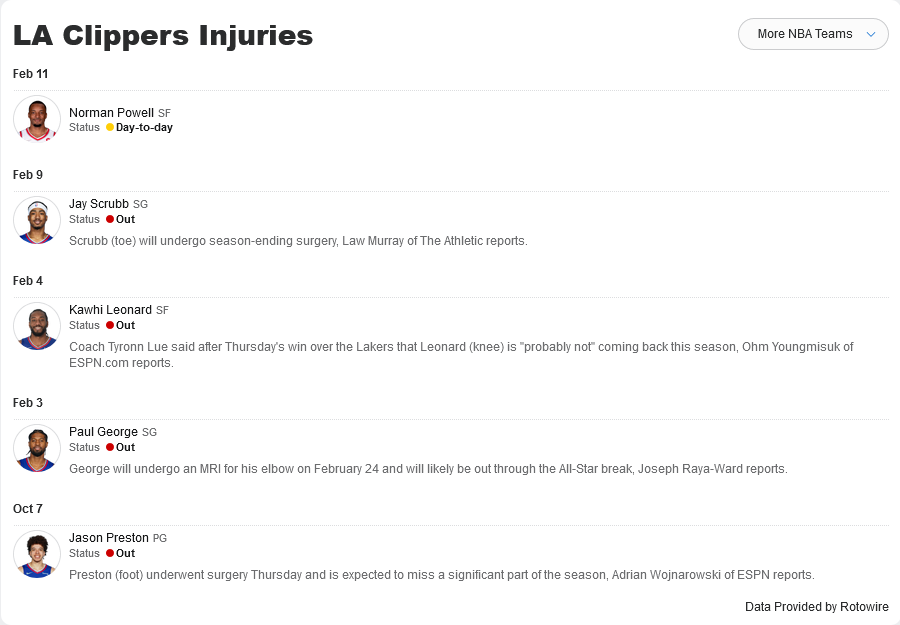 LA Clippers Injuries
More NBA Teams
Feb 11
Norman Powell SF
Status Day-to-day
Feb 9
Jay Scrubb SG
Status Out
Scrubb (toe) will undergo season-ending surgery, Law Murray of The Athletic reports.
Feb 4
Kawhi Leonard SF
Status Out
Coach Tyronn Lue said after Thursday's win over the Lakers that Leonard (knee) is "probably not" coming back this season, Ohm Youngmisuk of
ESPN.com reports.
Feb 3
Paul George SG
Status Out
George will undergo an MRI for his elbow on February 24 and will likely be out through the All-Star break, Joseph Raya-Ward reports.
Oct 7
Jason Preston PG
Status Out
Preston (foot) underwent surgery Thursday and is expected to miss a significant part of the season, Adrian Wojnarowski of ESPN reports.
Data Provided by Rotowire